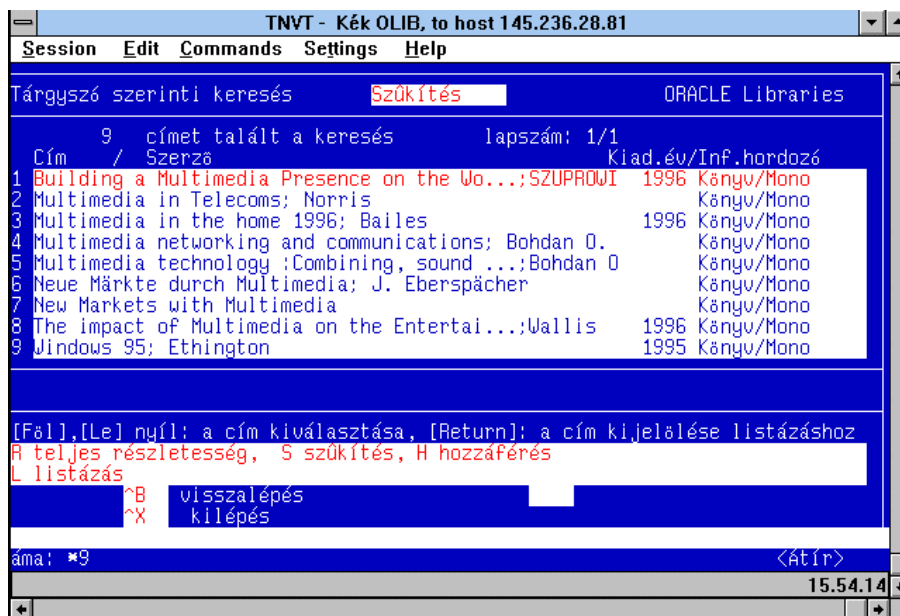 TNVT - Kék OLIB, to host 145.236.28.81
Session Edit Commands Settings Help
Tárgyszó szerinti keresés Szûkítés ORACLE Libraries
9 címet talált a keresés lapszám: 1/1
Cím / Szerzõ Kiad.év/Inf.hordozó
1 Building a Multimedia Presence on the Wo...;SZUPROWI 1996 Könyv/Mono
2 Multimedia in Telecoms; Norris Könyv/Mono
3 Multimedia in the home 1996; Bailes 1996 Könyv/Mono
4 Multimedia networking and communications; Bohdan O. Könyv/Mono
5 Multimedia technology :Combining, sound ...;Bohdan O Könyv/Mono
6 Neue Märkte durch Multimedia; J. Eberspächer Könyv/Mono
7 New Markets with Multimedia Könyv/Mono
8 The impact of Multimedia on the Entertai...;Wallis 1996 Könyv/Mono
9 Windows 95; Ethington 1995 Könyv/Mono
[Föl],[Le] nyíl: a cím kiválasztása, [Return]: a cím kijelölése listázáshoz
R teljes részletesség, S szûkítés, H hozzáférés
L listázás
^B visszalépés
^X kilépés
áma: *9 <Átír>
15.54.14